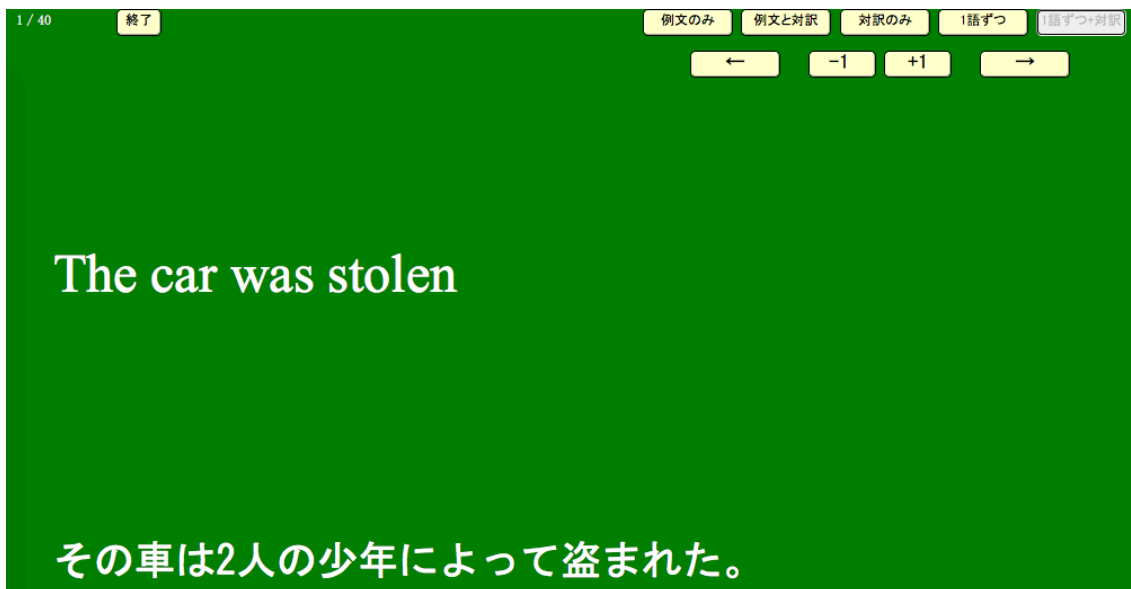 1 / 40 終了 例文のみ 例文と対訳 対訳のみ 1語ずつ 1語ずつ+対訳
← -1 +1 →
The car was stolen
その車は2人の少年によって盗まれた。